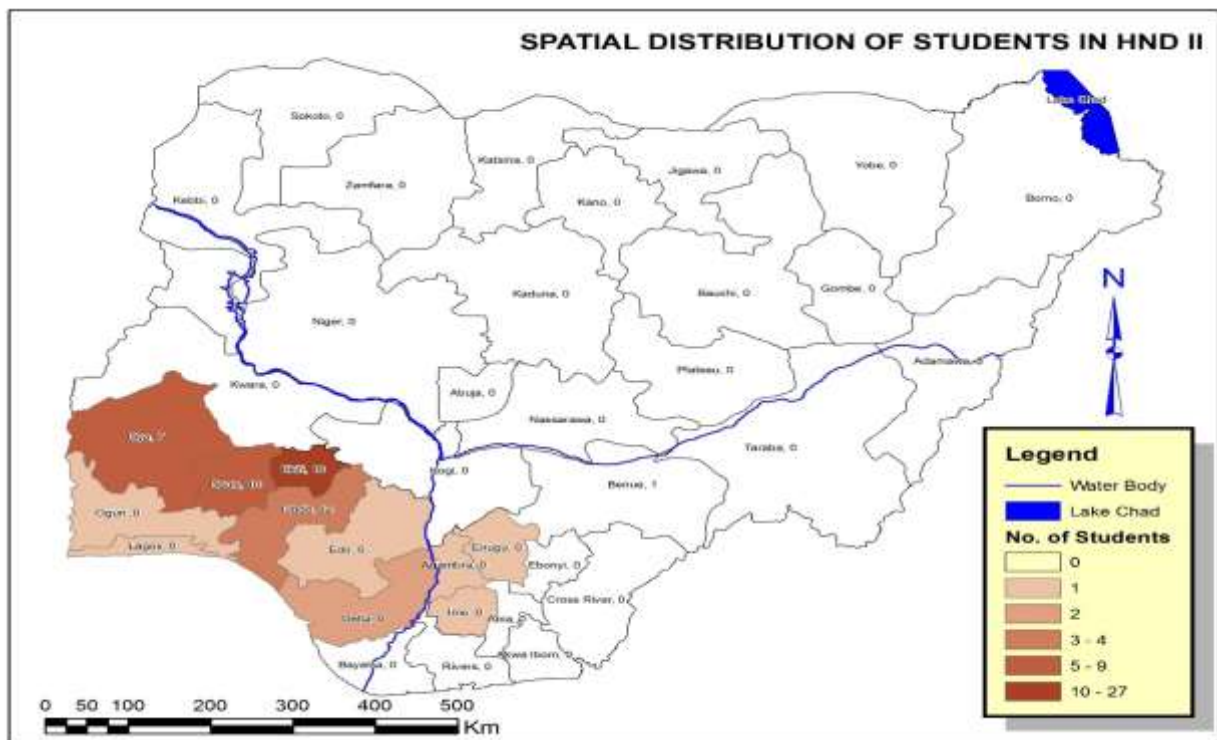 SPATIAL DISTRIBUTION OF STUDENTS IN HND II
Lake Chad
Sokoto, 0
Katsina, 0
Yobe, 0
Jigawa, 0
Zamfara, 0
Kebbi, 0
Kano, 0
Borno, 0
N
Kaduna, 0
Bauchi, 0
Gombe, 0
Niger, 0
Adamawa, 0
Plateau, 0
Kwara, 0
Abuja, 0
Nassarawa, 0
Taraba, 0
Oyo, 7
Kogi, 0
Benue, 1
Ogun, 0
Edo, 0
Enugu, 0
Lagos, 0
Anambra, 0
Ebonyi, 0
Cross River, 0
Delta, 0
Imo, 0
Abia,
Akwa Ibom, 0
Bayelsa, 0
Rivers, 0
Legend
Water Body
Lake Chad
No. of Students
0
1
2
3 - 4
5 - 9
10 - 27
0 50 100 200 300 400 500
Km